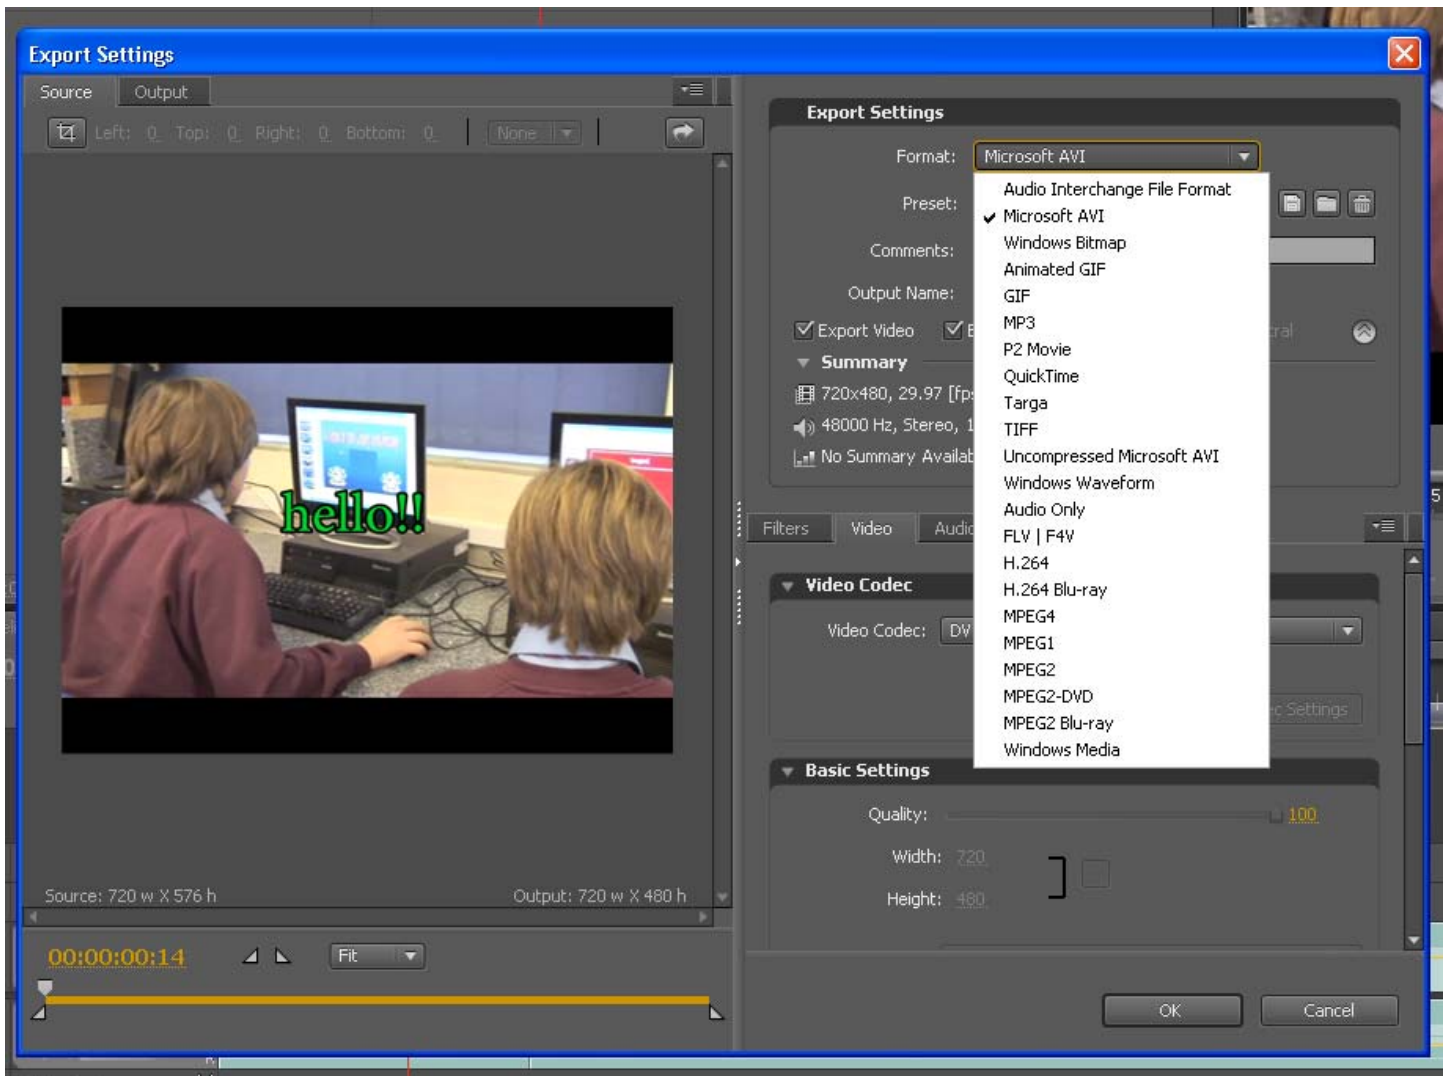 Export Settings
Source Output
Left: 0 Top: 0 Right: 0 Bottom: 0 None
hello!!
Source: 720 w X 576 h Output: 720 w X 480 h
00:00:00:14 Fit
Export Settings
Format: Microsoft AVI
Preset:
Comments:
Output Name:
Export Video
Summary
720x480, 29.97 [fp
48000 Hz, Stereo, 1
No Summary Availab
Audio Interchange File Format
Microsoft AVI
Windows Bitmap
Animated GIF
GIF
MP3
P2 Movie
QuickTime
Targa
TIFF
Uncompressed Microsoft AVI
Windows Waveform
Audio Only
FLV | F4V
H.264
H.264 Blu-ray
MPEG4
MPEG1
MPEG2
MPEG2-DVD
MPEG2 Blu-ray
Windows Media
Filters Video Audio
Video Codec
Video Codec: DV
Settings
Basic Settings
Quality: 100
Width: 720
Height: 480
OK Cancel